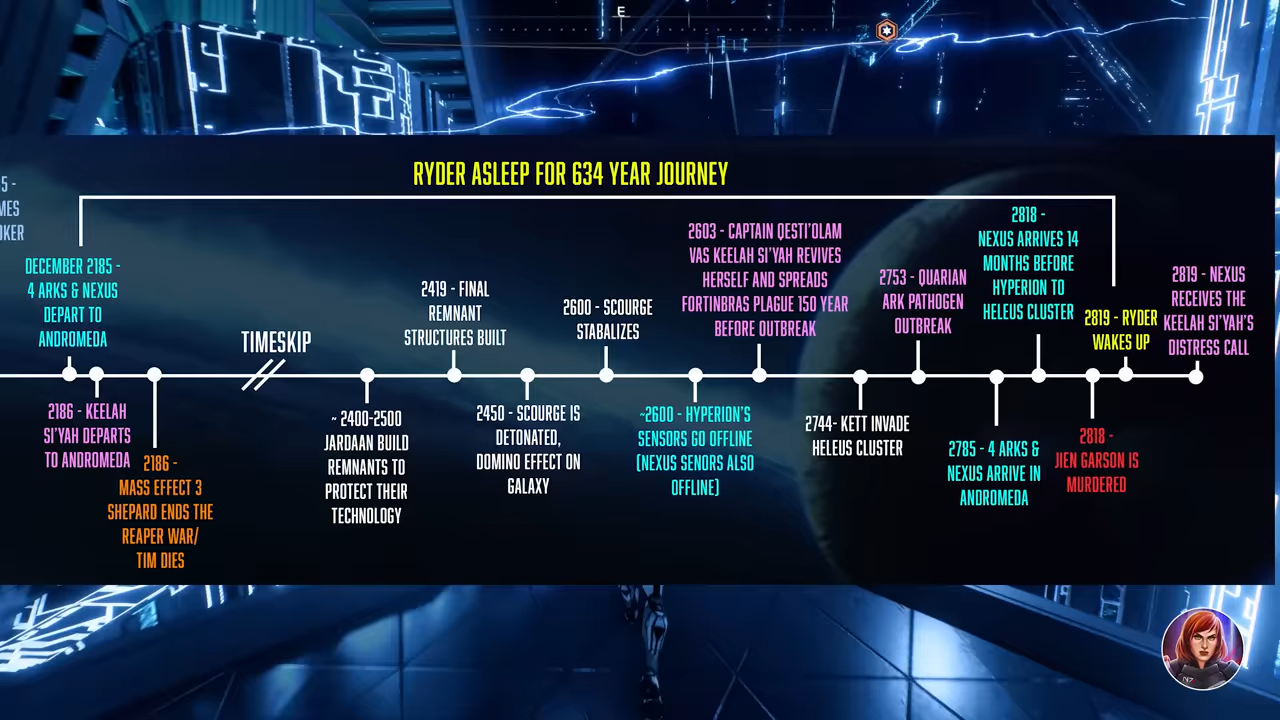 E
RYDER ASLEEP FOR 634 YEAR JOURNEY
5 -
MES
OKER
DECEMBER 2185 -
4 ARKS & NEXUS
DEPART TO
ANDROMEDA
2186 - KEELAH
SI'YAH DEPARTS
TO ANDROMEDA
2186 -
MASS EFFECT 3
SHEPARD ENDS THE
REAPER WAR/
TIM DIES
TIMESKIP
~ 2400-2500
JARDAAN BUILD
REMNANTS TO
PROTECT THEIR
TECHNOLOGY
2419 - FINAL
REMNANT
STRUCTURES BUILT
2450 - SCOURGE IS
DETONATED,
DOMINO EFFECT ON
GALAXY
2600 - SCOURGE
STABALIZES
~2600 - HYPERION'S
SENSORS GO OFFLINE
(NEXUS SENORS ALSO
OFFLINE)
2603 - CAPTAIN QESTI'OLAM
VAS KEELAH SI'YAH REVIVES
HERSELF AND SPREADS
FORTINBRAS PLAGUE 150 YEAR
BEFORE OUTBREAK
2744- KETT INVADE
HELEUS CLUSTER
2753 - QUARIAN
ARK PATHOGEN
OUTBREAK
2785 - 4 ARKS &
NEXUS ARRIVE IN
ANDROMEDA
2818 -
NEXUS ARRIVES 14
MONTHS BEFORE
HYPERION TO
HELEUS CLUSTER
2818 -
JIEN GARSON IS
MURDERED
2819 - RYDER
WAKES UP
2819 - NEXUS
RECEIVES THE
KEELAH SI'YAH'S
DISTRESS CALL
N7